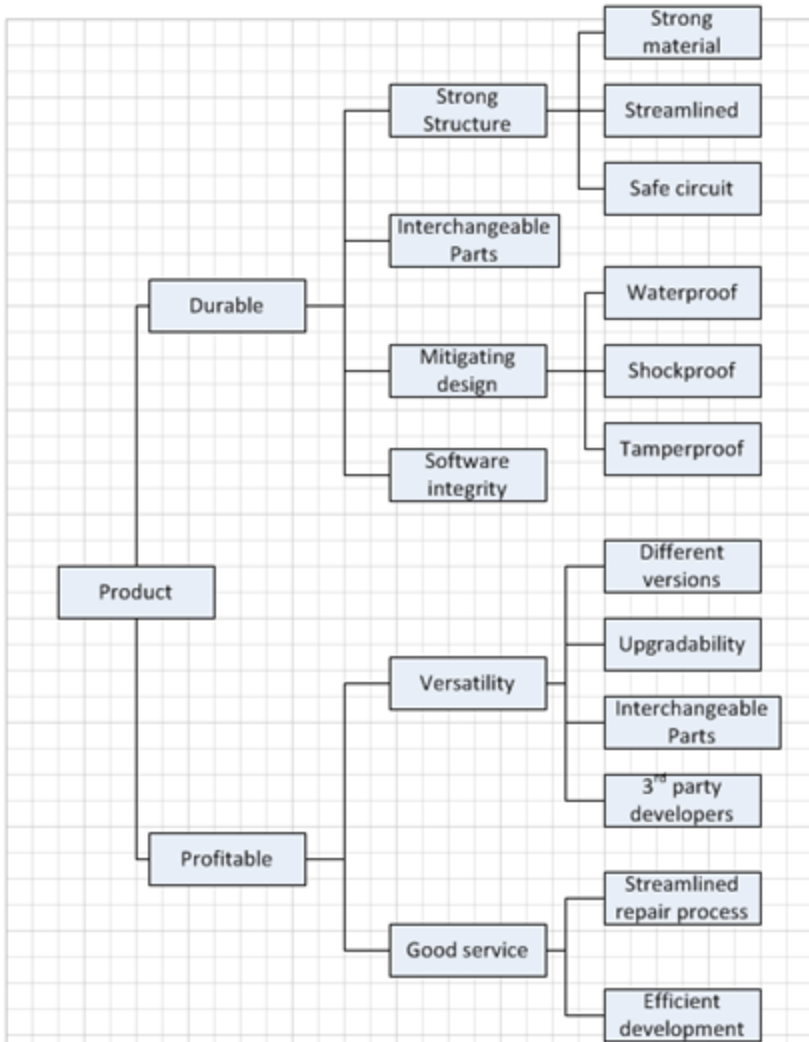 Strong
material
Strong
Structure
Streamlined
Safe circuit
Interchangeable
Parts
Durable
Waterproof
Mitigating
design
Shockproof
Tamperproof
Software
integrity
Product
Different
versions
Versatility
Upgradability
Interchangeable
Parts
3rd party
developers
Profitable
Streamlined
repair process
Good service
Efficient
development